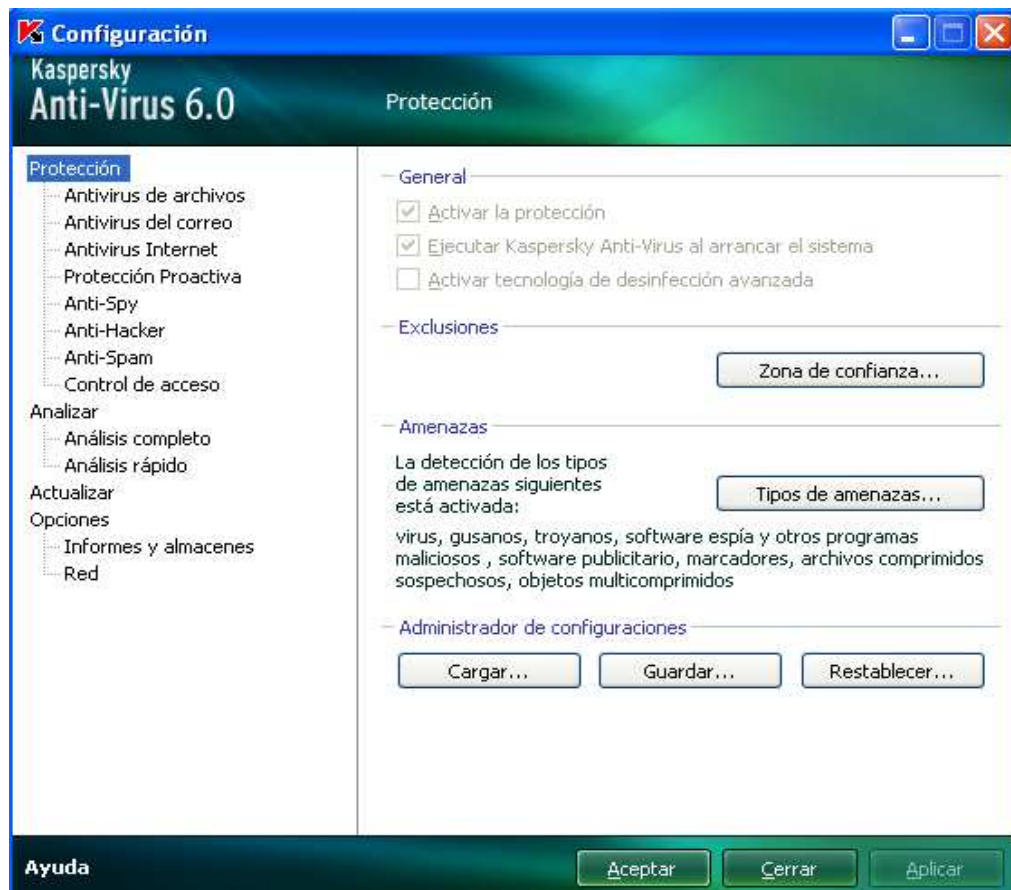 Configuración
Kaspersky
Anti-Virus 6.0
Protección
Protección
Antivirus de archivos
Antivirus del correo
Antivirus Internet
Protección Proactiva
Anti-Spy
Anti-Hacker
Anti-Spam
Control de acceso
Analizar
Análisis completo
Análisis rápido
Actualizar
Opciones
Informes y almacenes
Red
General
Activar la protección
Ejecutar Kaspersky Anti-Virus al arrancar el sistema
Activar tecnología de desinfección avanzada
Exclusiones
Zona de confianza...
Amenazas
La detección de los tipos
de amenazas siguientes
está activada:
Tipos de amenazas...
virus, gusanos, troyanos, software espía y otros programas
maliciosos , software publicitario, marcadores, archivos comprimidos
sospechosos, objetos multicomprimidos
Administrador de configuraciones
Cargar...
Guardar...
Restablecer...
Ayuda
Aceptar
Cerrar
Aplicar